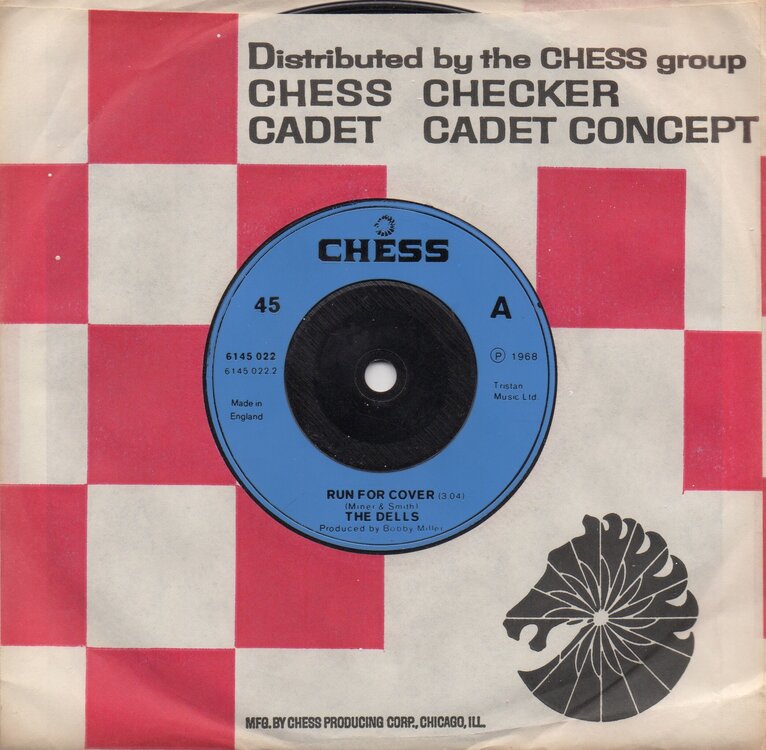 Distributed by the CHESS group
CHESS CHECKER
CADET CADET CONCEPT
CHESS
45
A
6145 022
6145 022.2
℗ 1968
Made in
England
Tristan
Music Ltd.
RUN FOR COVER (3.04)
(Miner & Smith)
THE DELLS
Produced by Bobby Miller
MFG. BY CHESS PRODUCING CORP., CHICAGO, ILL.